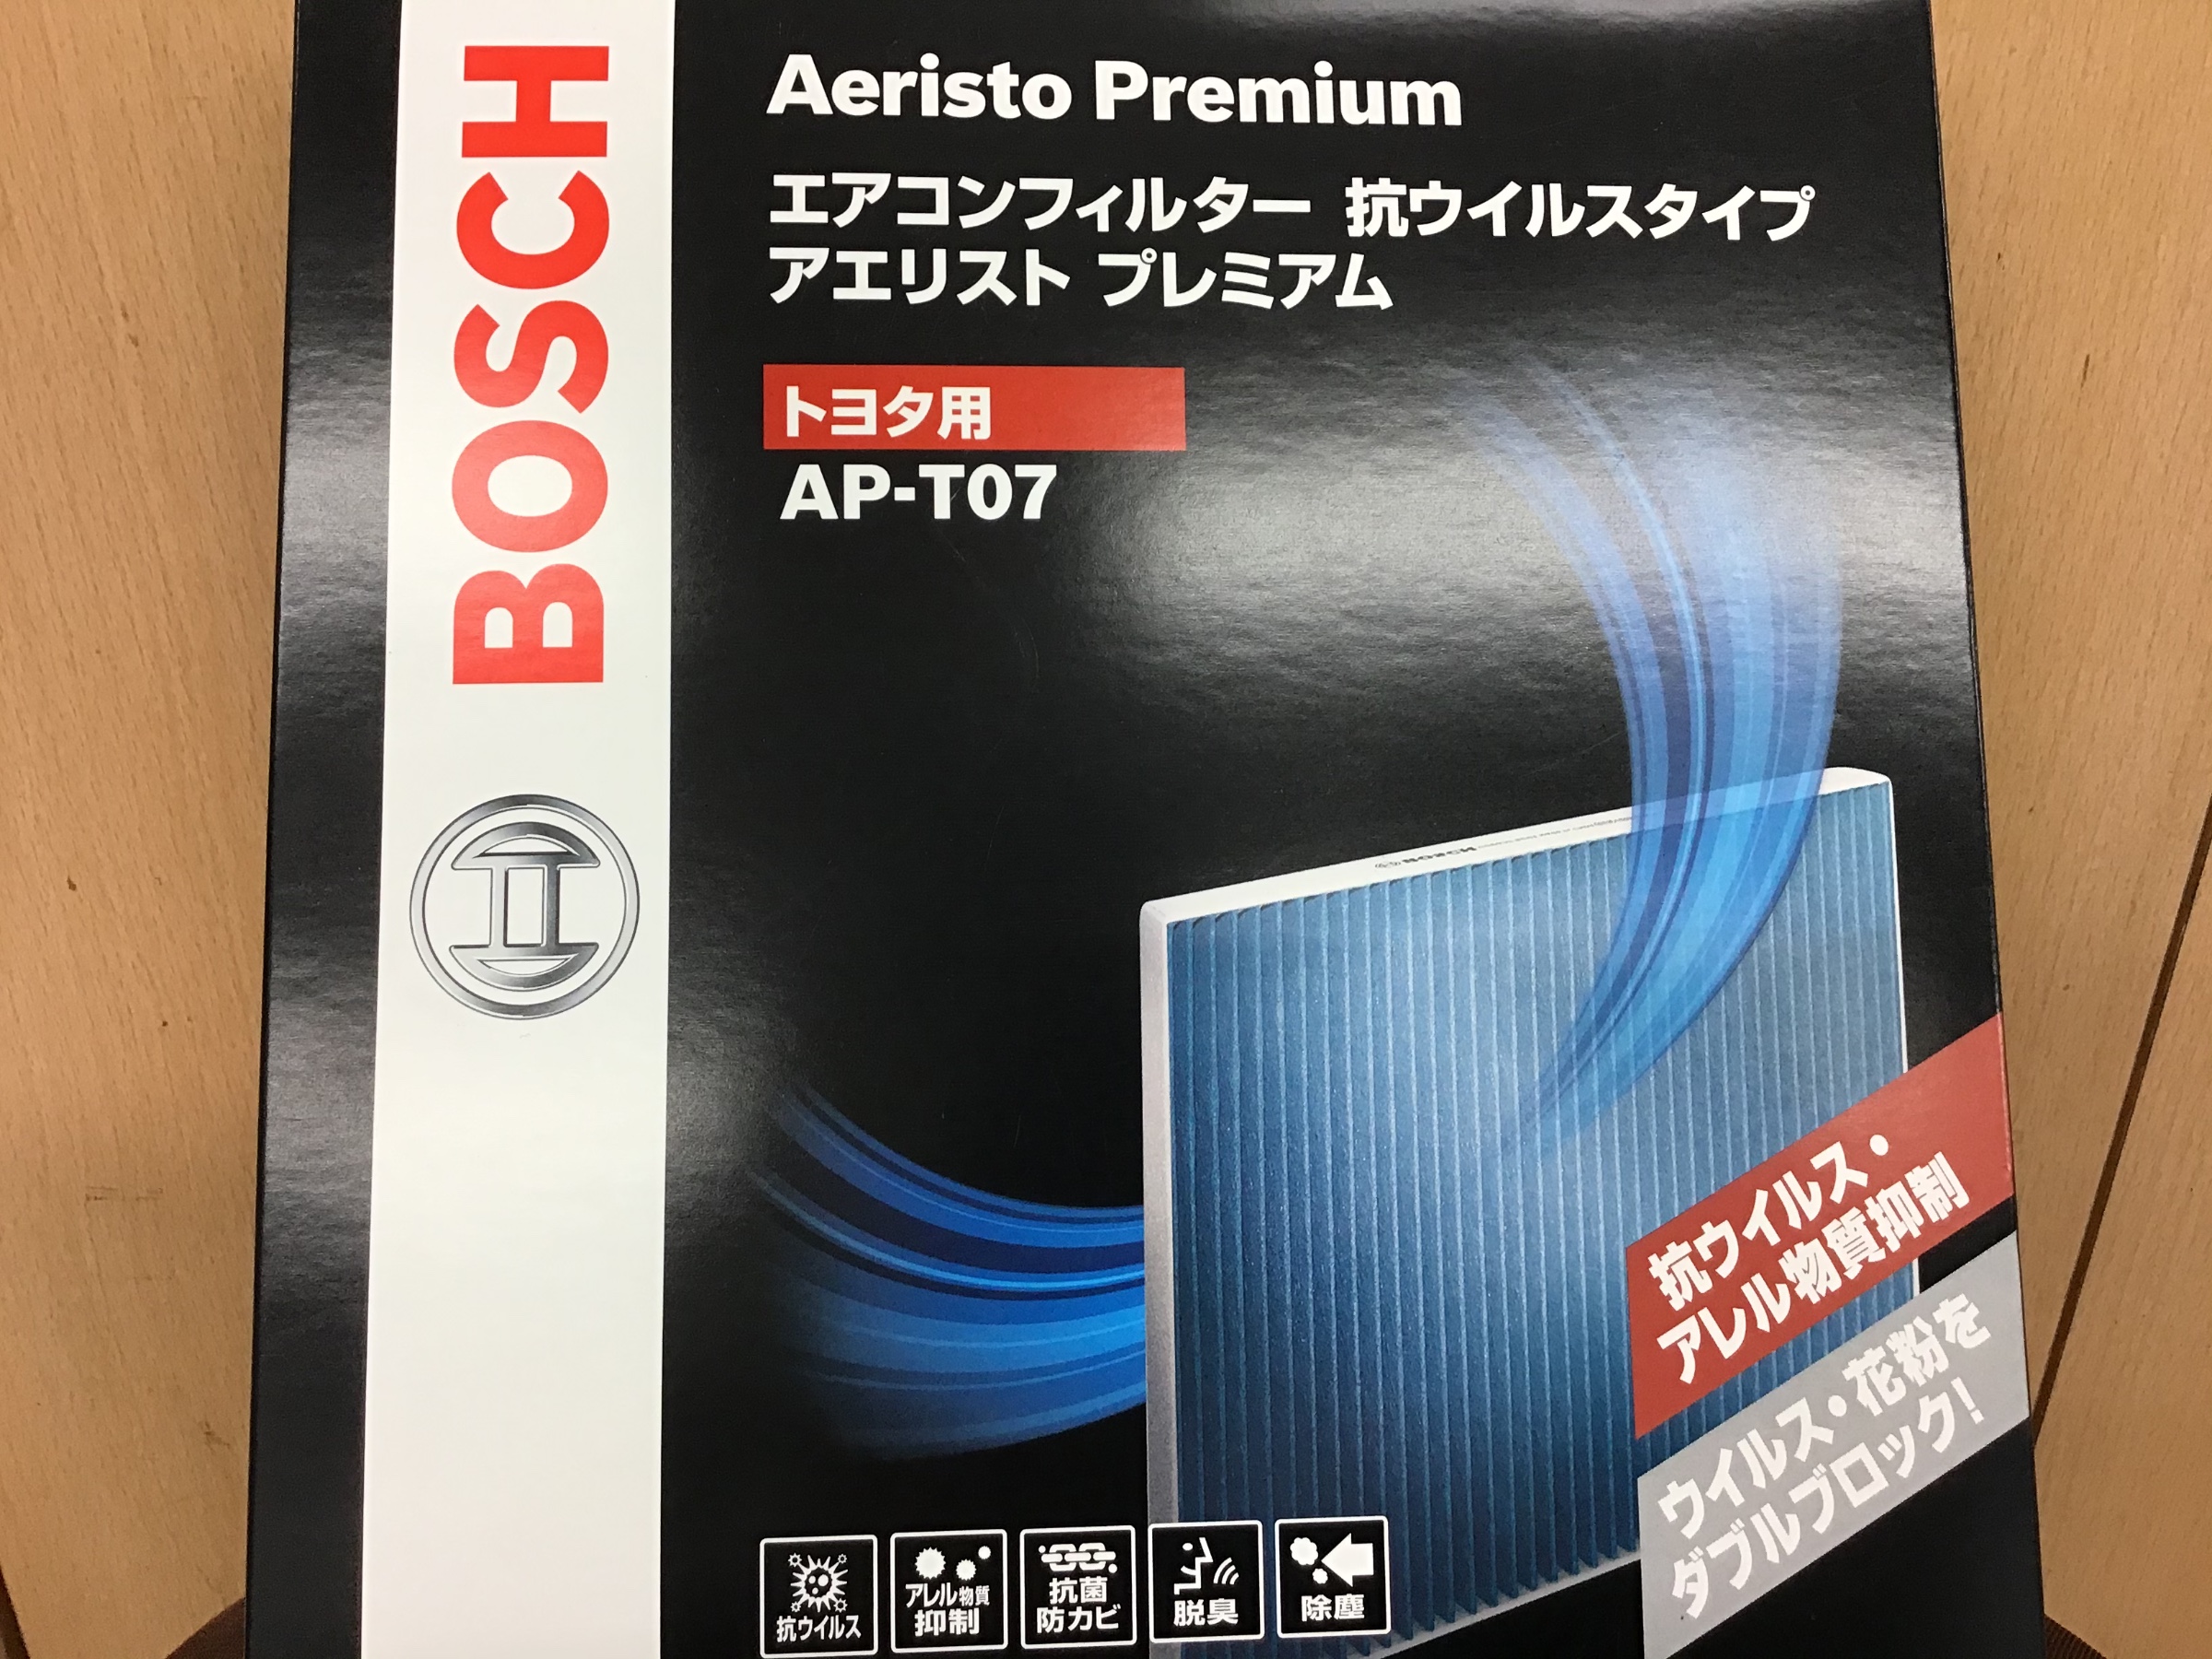 BOSCH
Aeristo Premium
エアコンフィルター 抗ウイルスタイプ
アエリスト プレミアム
トヨタ用
AP-T07
BOSCH
抗ウイルス・
アレル物質抑制
ウイルス・花粉を
ダブルブロック!
抗ウイルス
アレル物質
抑制
抗菌
防カビ
脱臭
除塵